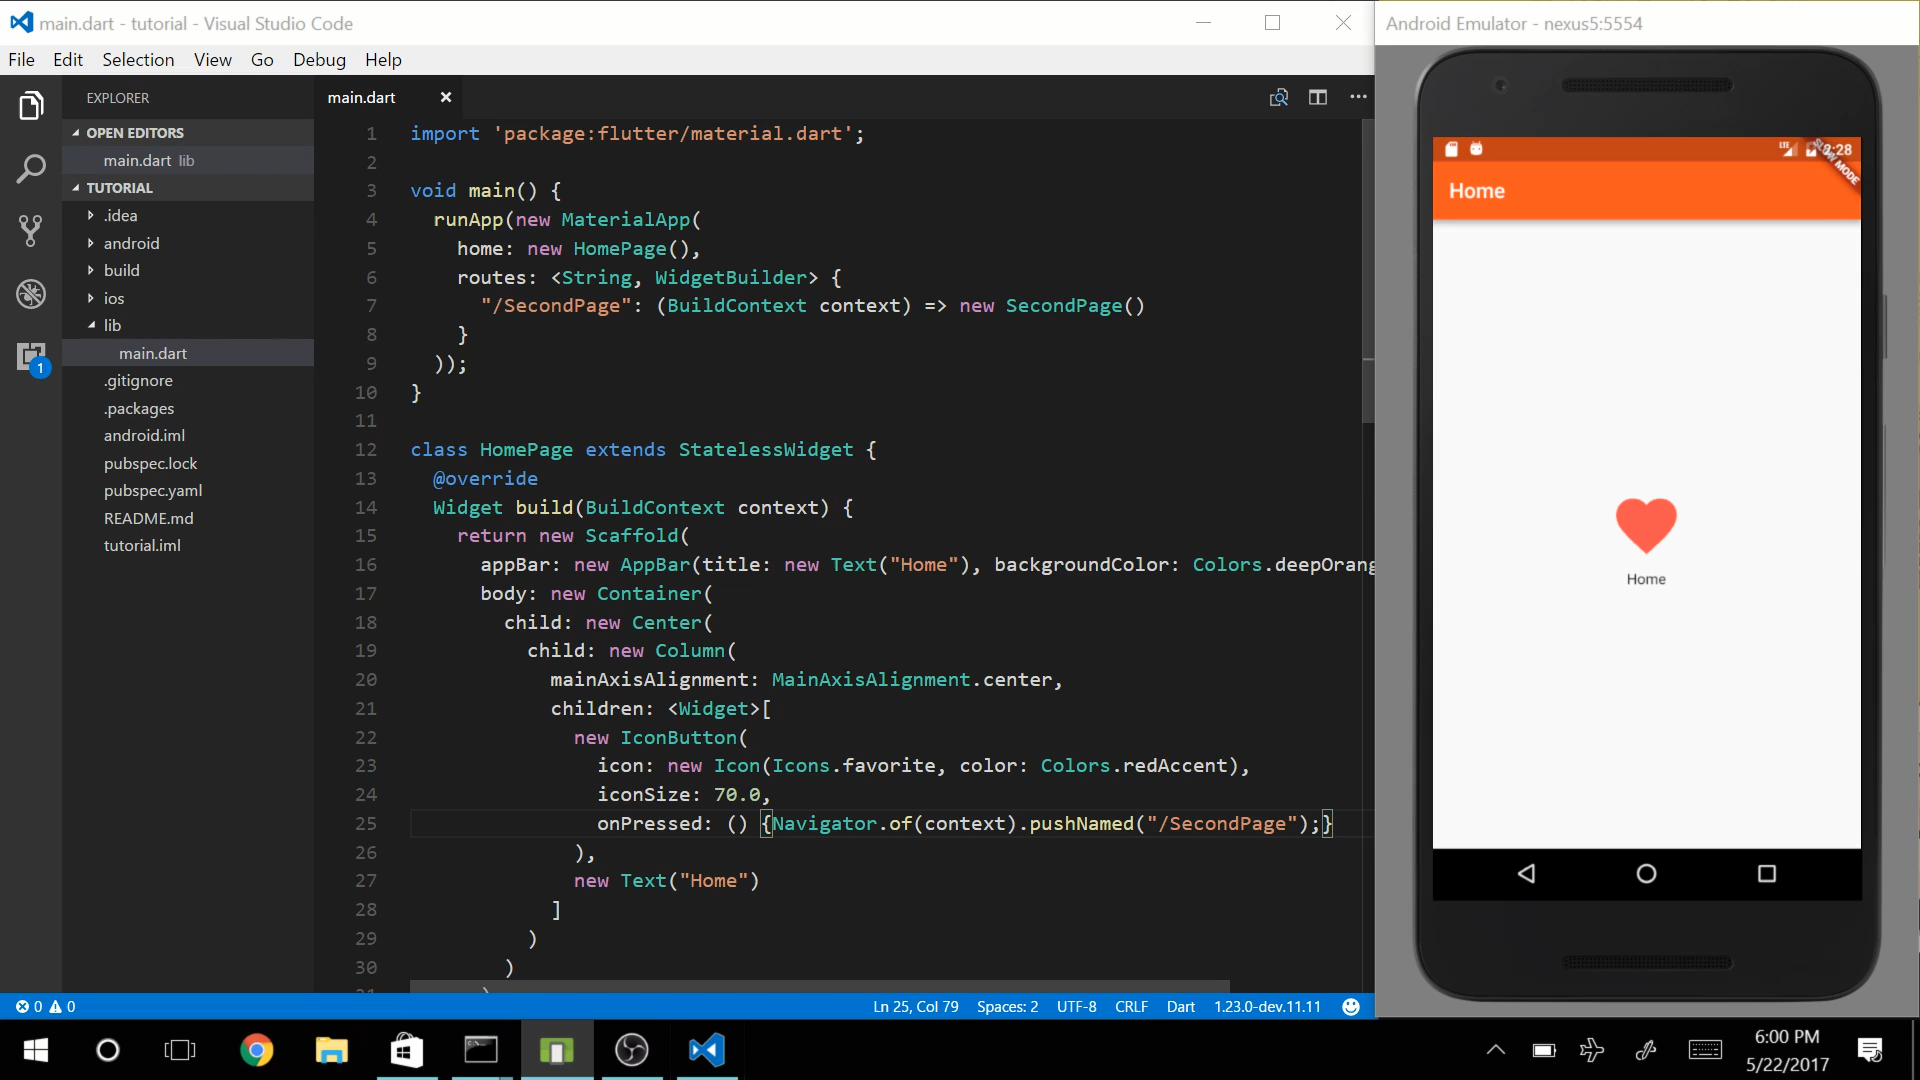 main.dart - tutorial - Visual Studio Code
File Edit Selection View Go Debug Help
EXPLORER
OPEN EDITORS
main.dart lib
TUTORIAL
.idea
android
build
ios
lib
main.dart
.gitignore
.packages
android.iml
pubspec.lock
pubspec.yaml
README.md
tutorial.iml
1
main.dart
1 import 'package:flutter/material.dart';
2
3 void main() {
4 runApp(new MaterialApp(
5 home: new HomePage(),
6 routes: <String, WidgetBuilder> {
7 "/SecondPage": (BuildContext context) => new SecondPage()
8 }
9 ));
10 }
11
12 class HomePage extends StatelessWidget {
13 @override
14 Widget build(BuildContext context) {
15 return new Scaffold(
16 appBar: new AppBar(title: new Text("Home"), backgroundColor: Colors.deepOrang
17 body: new Container(
18 child: new Center(
19 child: new Column(
20 mainAxisAlignment: MainAxisAlignment.center,
21 children: <Widget>[
22 new IconButton(
23 icon: new Icon(Icons.favorite, color: Colors.redAccent),
24 iconSize: 70.0,
25 onPressed: () {Navigator.of(context).pushNamed("/SecondPage");}
26 ),
27 new Text("Home")
28 ]
29 )
30 )
0 0
Ln 25, Col 79 Spaces: 2 UTF-8 CRLF Dart 1.23.0-dev.11.11
Android Emulator - nexus5:5554
LTE
SLOW MODE
Home
Home
6:00 PM
5/22/2017